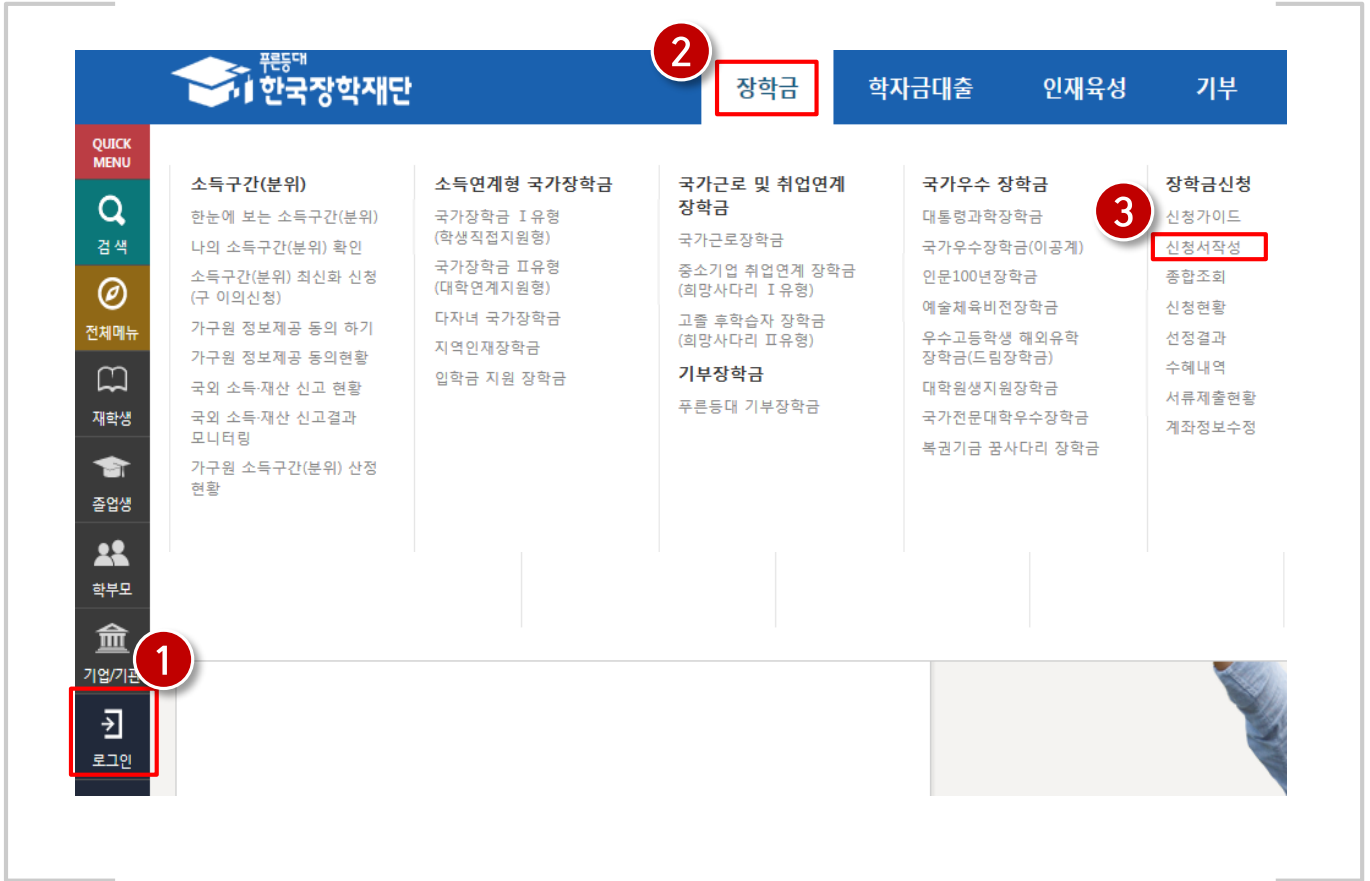 푸른등대
한국장학재단
2
장학금
학자금대출
인재육성
기부
QUICK
MENU
검색
전체메뉴
재학생
졸업생
학부모
기업/기관
1
로그인
소득구간(분위)
한눈에 보는 소득구간(분위)
나의 소득구간(분위) 확인
소득구간(분위) 최신화 신청
(구 이의신청)
가구원 정보제공 동의 하기
가구원 정보제공 동의현황
국외 소득·재산 신고 현황
국외 소득·재산 신고결과
모니터링
가구원 소득구간(분위) 산정
현황
소득연계형 국가장학금
국가장학금 Ⅰ유형
(학생직접지원형)
국가장학금 Ⅱ유형
(대학연계지원형)
다자녀 국가장학금
지역인재장학금
입학금 지원 장학금
국가근로 및 취업연계
장학금
국가근로장학금
중소기업 취업연계 장학금
(희망사다리 Ⅰ유형)
고졸 후학습자 장학금
(희망사다리 Ⅱ유형)
기부장학금
푸른등대 기부장학금
국가우수 장학금
대통령과학장학금
국가우수장학금(이공계)
인문100년장학금
예술체육비전장학금
우수고등학생 해외유학
장학금(드림장학금)
대학원생지원장학금
국가전문대학우수장학금
복권기금 꿈사다리 장학금
장학금신청
3
신청가이드
신청서작성
종합조회
신청현황
선정결과
수혜내역
서류제출현황
계좌정보수정